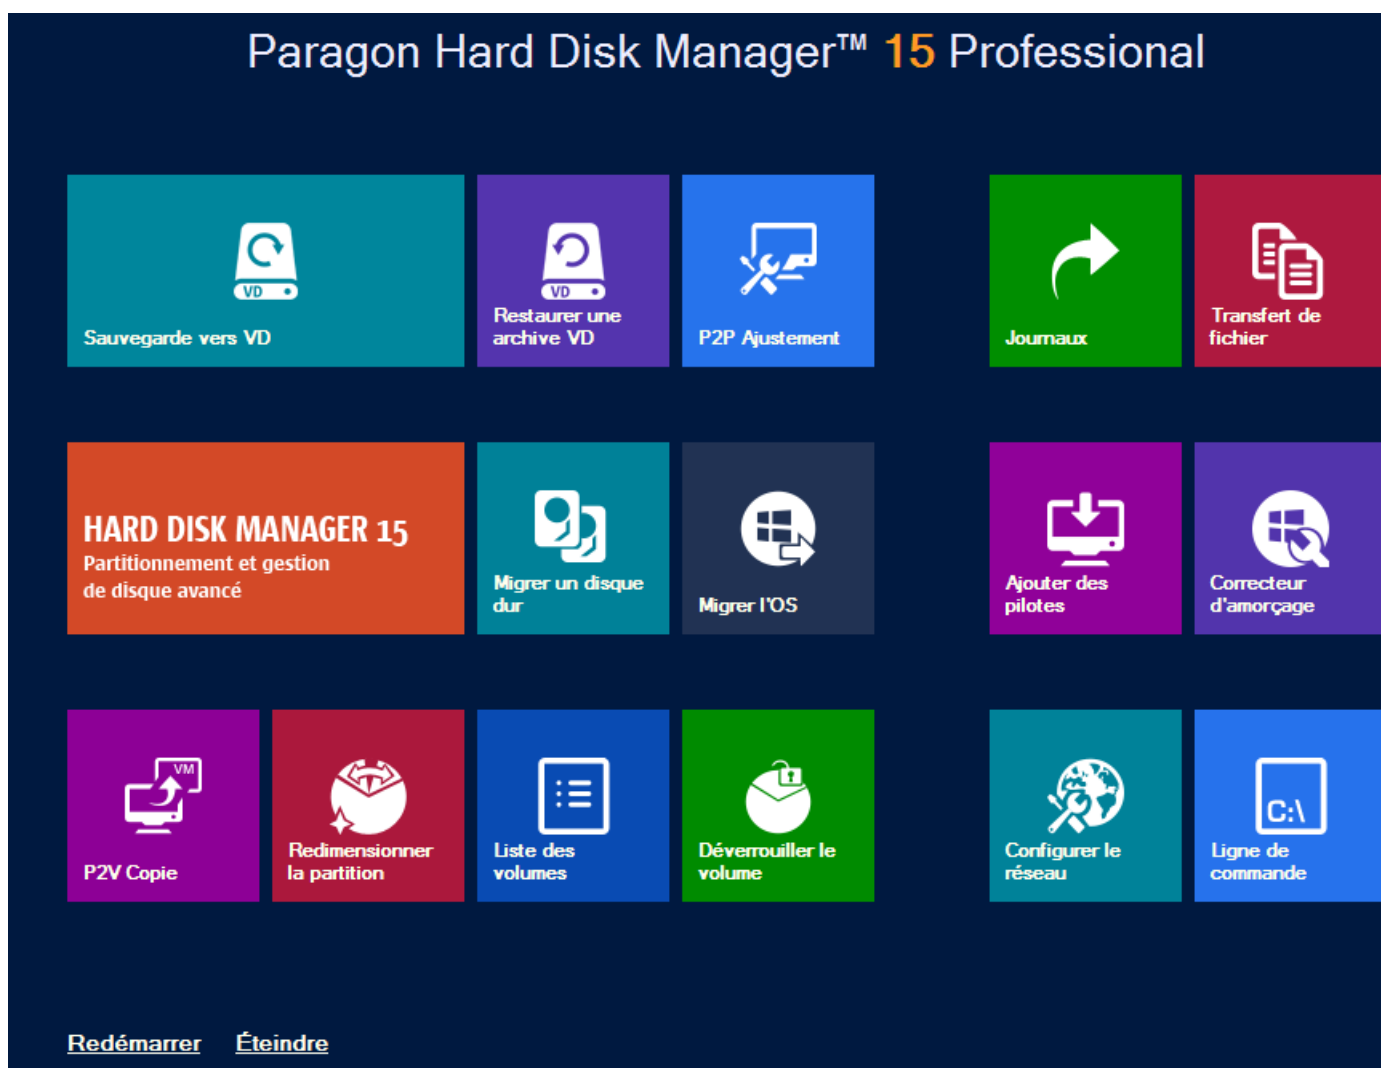 Paragon Hard Disk Manager™ 15 Professional
VD
Sauvegarde vers VD
VD
Restaurer une
archive VD
P2P Ajustement
Journaux
Transfert de
fichier
HARD DISK MANAGER 15
Partitionnement et gestion
de disque avancé
Migrer un disque
dur
Migrer l'OS
Ajouter des
pilotes
Correcteur
d'amorçage
VM
P2V Copie
Redimensionner
la partition
Liste des
volumes
Déverrouiller le
volume
Configurer le
réseau
C:\
Ligne de
commande
Redémarrer
Éteindre